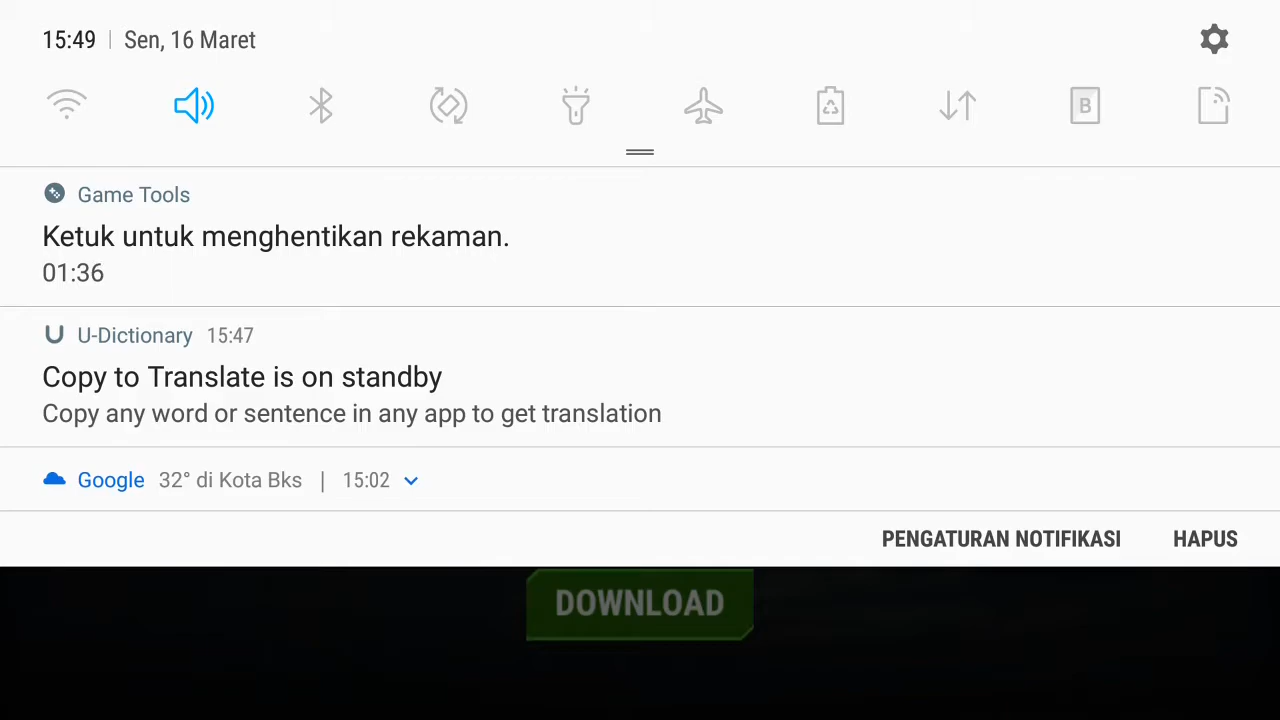 15:49 | Sen, 16 Maret
B
Game Tools
Ketuk untuk menghentikan rekaman.
01:36
U-Dictionary 15:47
Copy to Translate is on standby
Copy any word or sentence in any app to get translation
Google 32° di Kota Bks | 15:02
PENGATURAN NOTIFIKASI HAPUS
DOWNLOAD